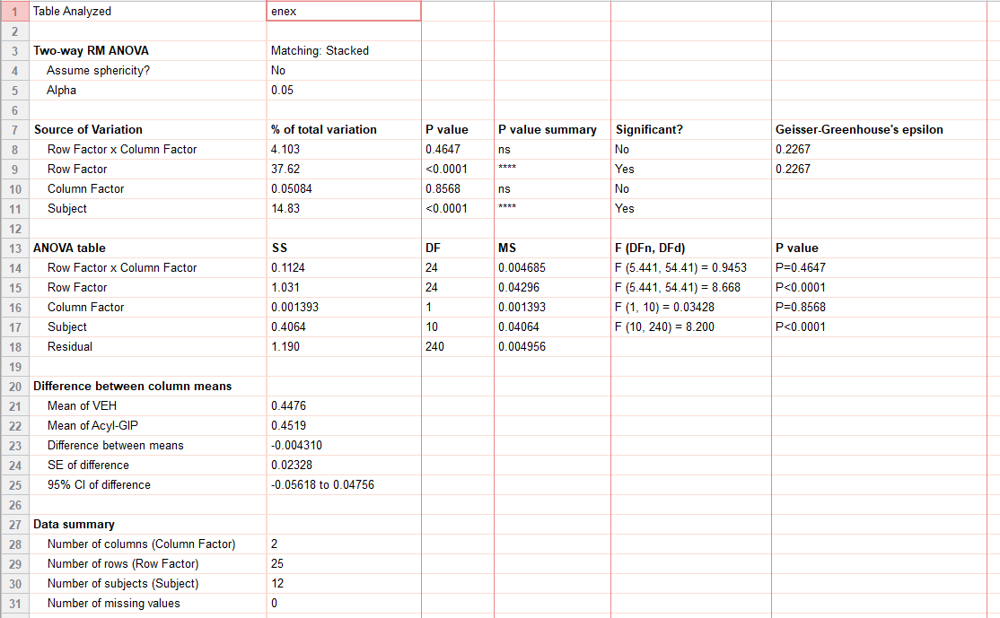 1 Table Analyzed enex
2
3 Two-way RM ANOVA Matching: Stacked
4 Assume sphericity? No
5 Alpha 0.05
6
7 Source of Variation % of total variation P value P value summary Significant? Geisser-Greenhouse's epsilon
8 Row Factor x Column Factor 4.103 0.4647 ns No 0.2267
9 Row Factor 37.62 <0.0001 **** Yes 0.2267
10 Column Factor 0.05084 0.8568 ns No
11 Subject 14.83 <0.0001 **** Yes
12
13 ANOVA table SS DF MS F (DFn, DFd) P value
14 Row Factor x Column Factor 0.1124 24 0.004685 F (5.441, 54.41) = 0.9453 P=0.4647
15 Row Factor 1.031 24 0.04296 F (5.441, 54.41) = 8.668 P<0.0001
16 Column Factor 0.001393 1 0.001393 F (1, 10) = 0.03428 P=0.8568
17 Subject 0.4064 10 0.04064 F (10, 240) = 8.200 P<0.0001
18 Residual 1.190 240 0.004956
19
20 Difference between column means
21 Mean of VEH 0.4476
22 Mean of Acyl-GIP 0.4519
23 Difference between means -0.004310
24 SE of difference 0.02328
25 95% CI of difference -0.05618 to 0.04756
26
27 Data summary
28 Number of columns (Column Factor) 2
29 Number of rows (Row Factor) 25
30 Number of subjects (Subject) 12
31 Number of missing values 0